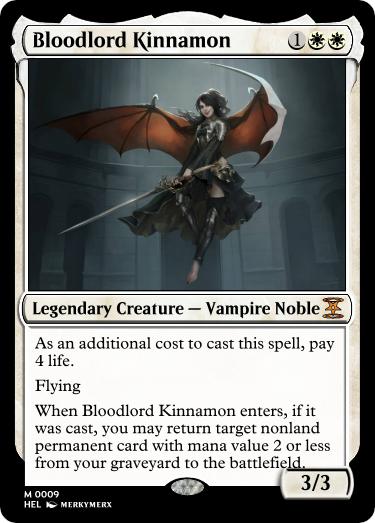 Bloodlord Kinnamon 1
Legendary Creature — Vampire Noble
As an additional cost to cast this spell, pay
4 life.
Flying
When Bloodlord Kinnamon enters, if it
was cast, you may return target nonland
permanent card with mana value 2 or less
from your graveyard to the battlefield.
3/3
M 0009
HEL MERKYMERX